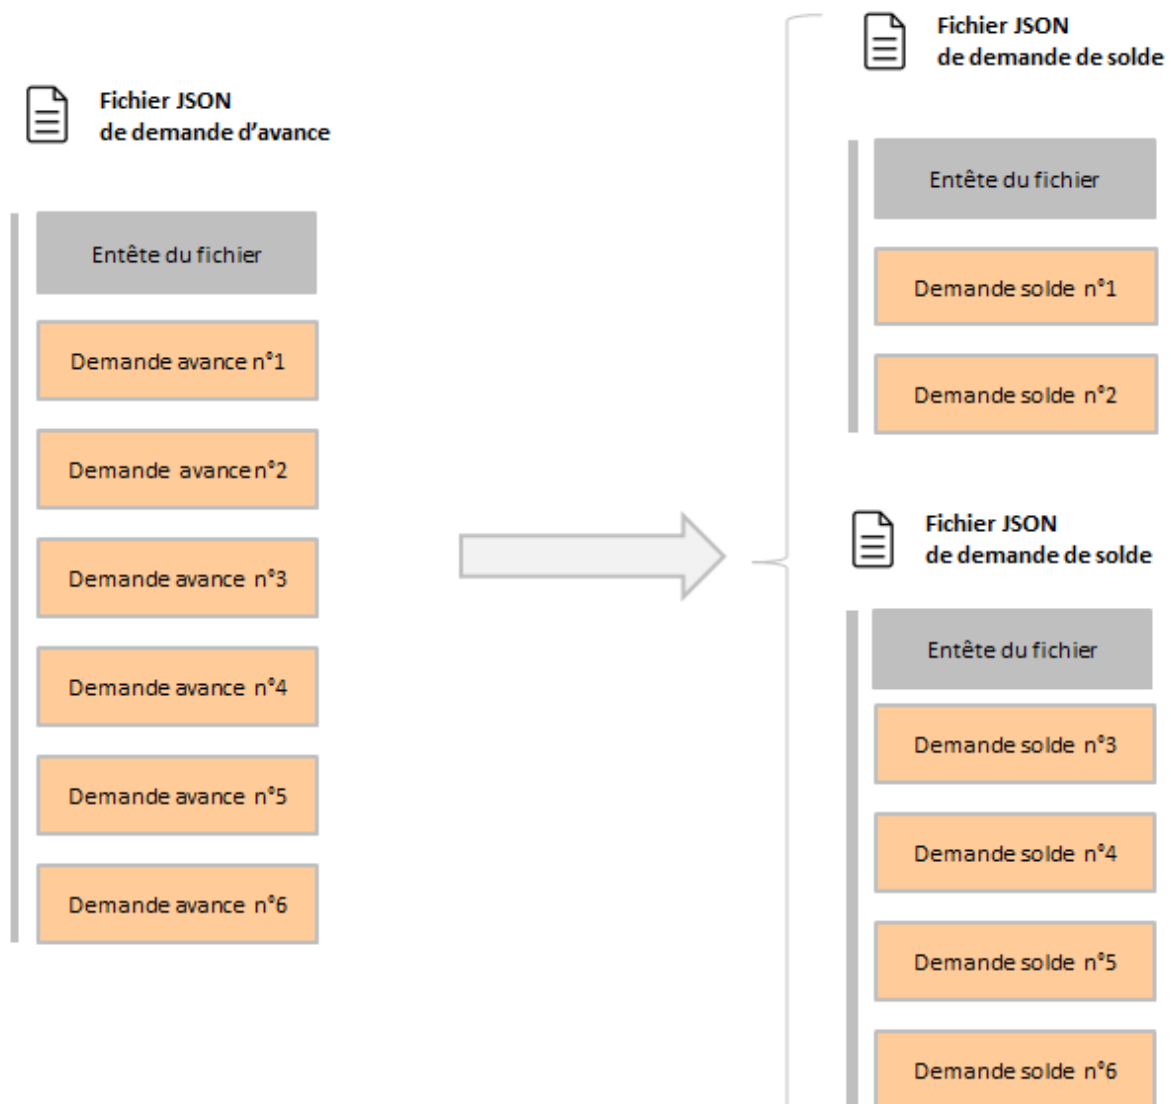 Fichier JSON
de demande d'avance
Entête du fichier
Demande avance n°1
Demande avance n°2
Demande avance n°3
Demande avance n°4
Demande avance n°5
Demande avance n°6
Fichier JSON
de demande de solde
Entête du fichier
Demande solde n°1
Demande solde n°2
Fichier JSON
de demande de solde
Entête du fichier
Demande solde n°3
Demande solde n°4
Demande solde n°5
Demande solde n°6